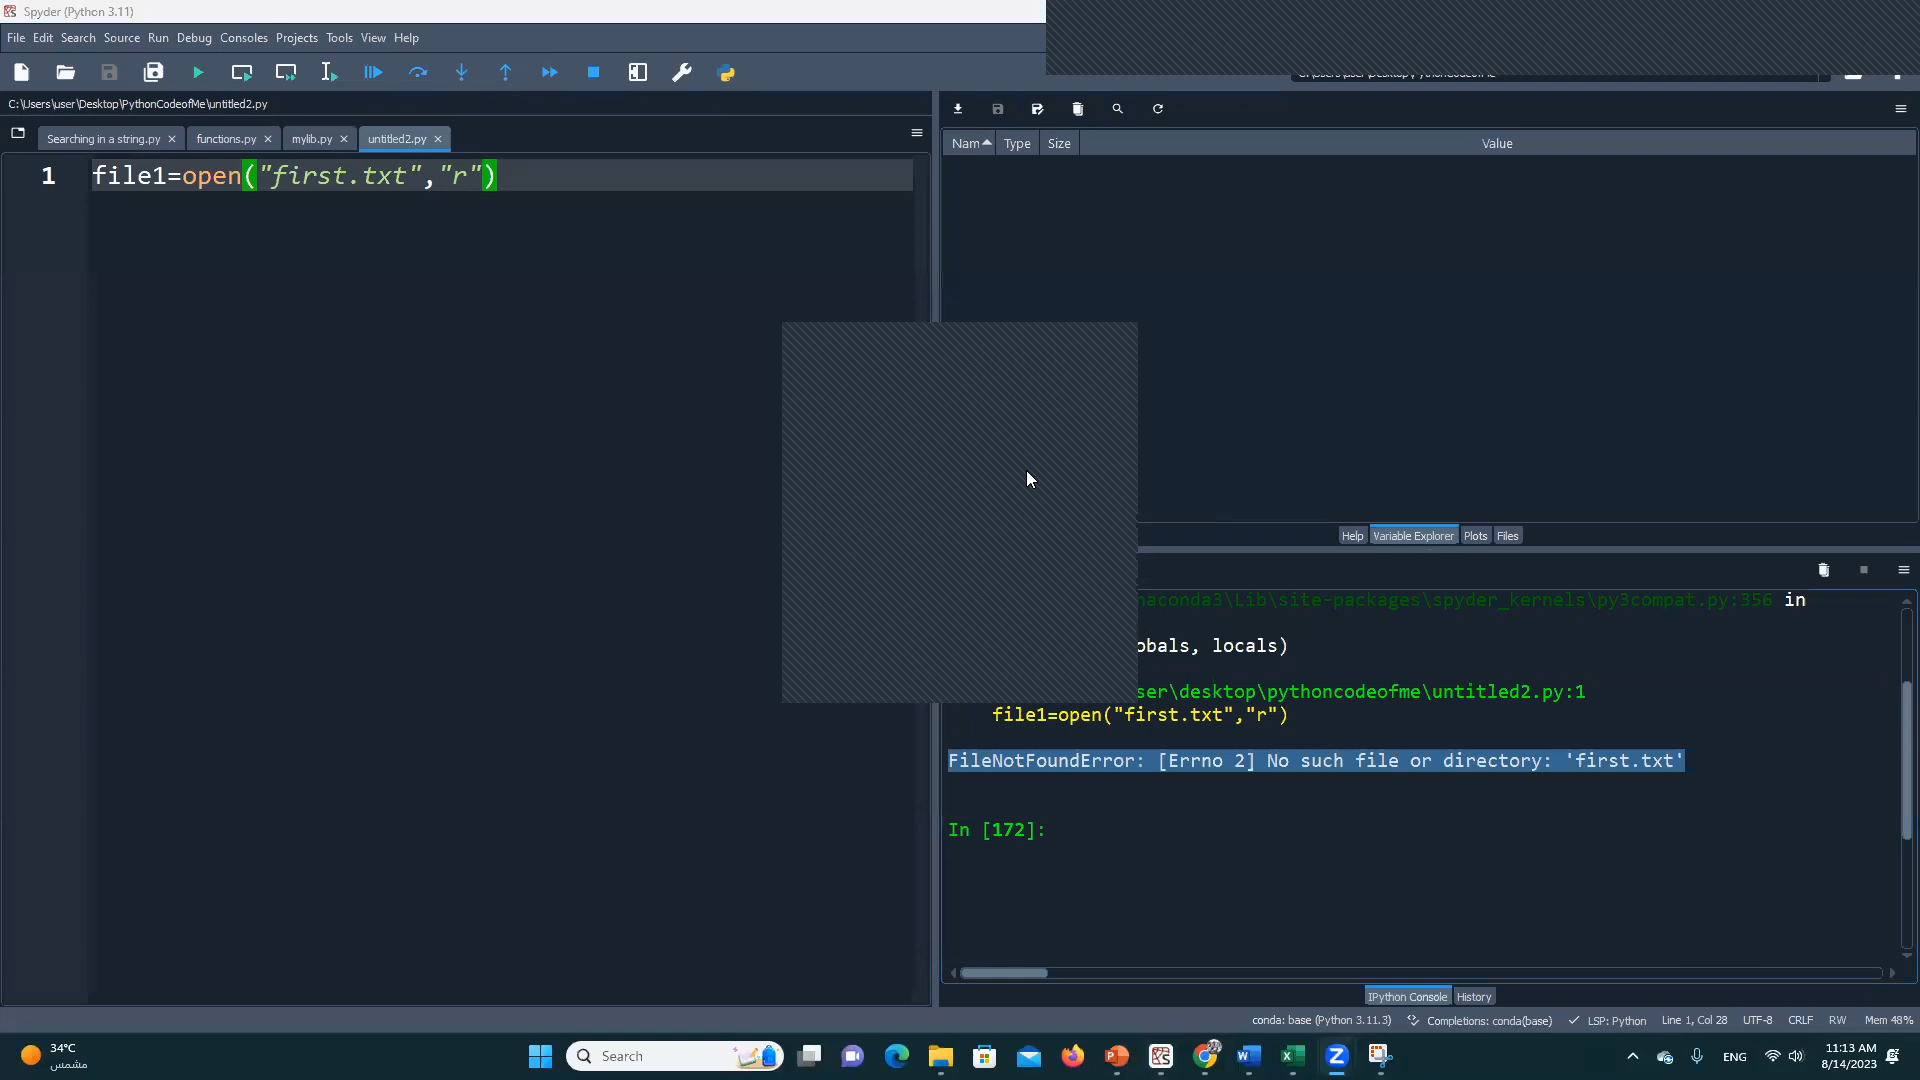 Spyder (Python 3.11)
File Edit Search Source Run Debug Consoles Projects Tools View Help
C:\Users\user\Desktop\PythonCodeofMe\untitled2.py
Searching in a string.py functions.py mylib.py untitled2.py
1 file1=open("first.txt","r")
Nam Type Size Value
Help Variable Explorer Plots Files
naconda3\Lib\site-packages\spyder_kernels\py3compat.py:356 in
obals, locals)
ser\desktop\pythoncodeofme\untitled2.py:1
file1=open("first.txt","r")
FileNotFoundError: [Errno 2] No such file or directory: 'first.txt'
In [172]:
IPython Console History
conda: base (Python 3.11.3) Completions: conda(base) LSP: Python Line 1, Col 28 UTF-8 CRLF RW Mem 48%
34°C
مشمس
Search
ENG
11:13 AM
8/14/2023